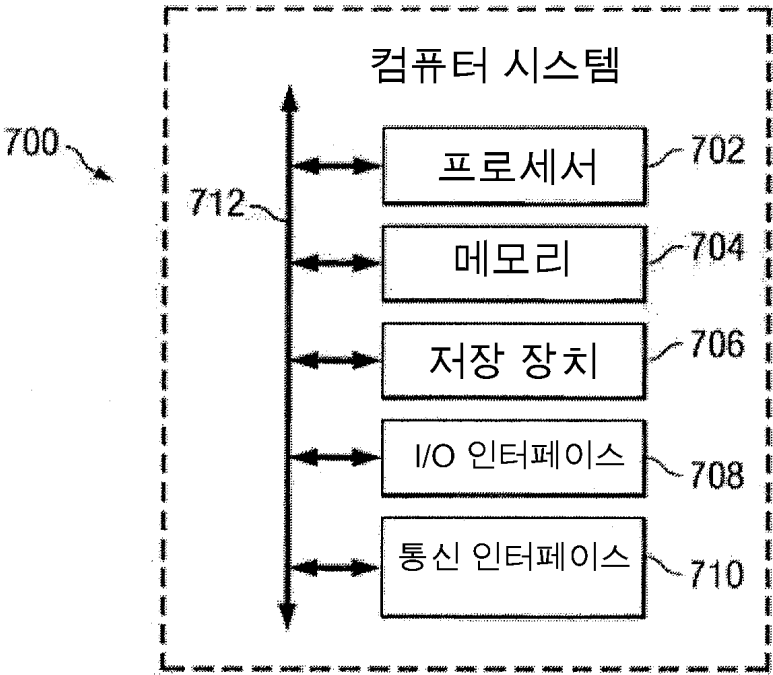 컴퓨터 시스템
700
712
프로세서
702
메모리
704
저장 장치
706
I/O 인터페이스
708
통신 인터페이스
710